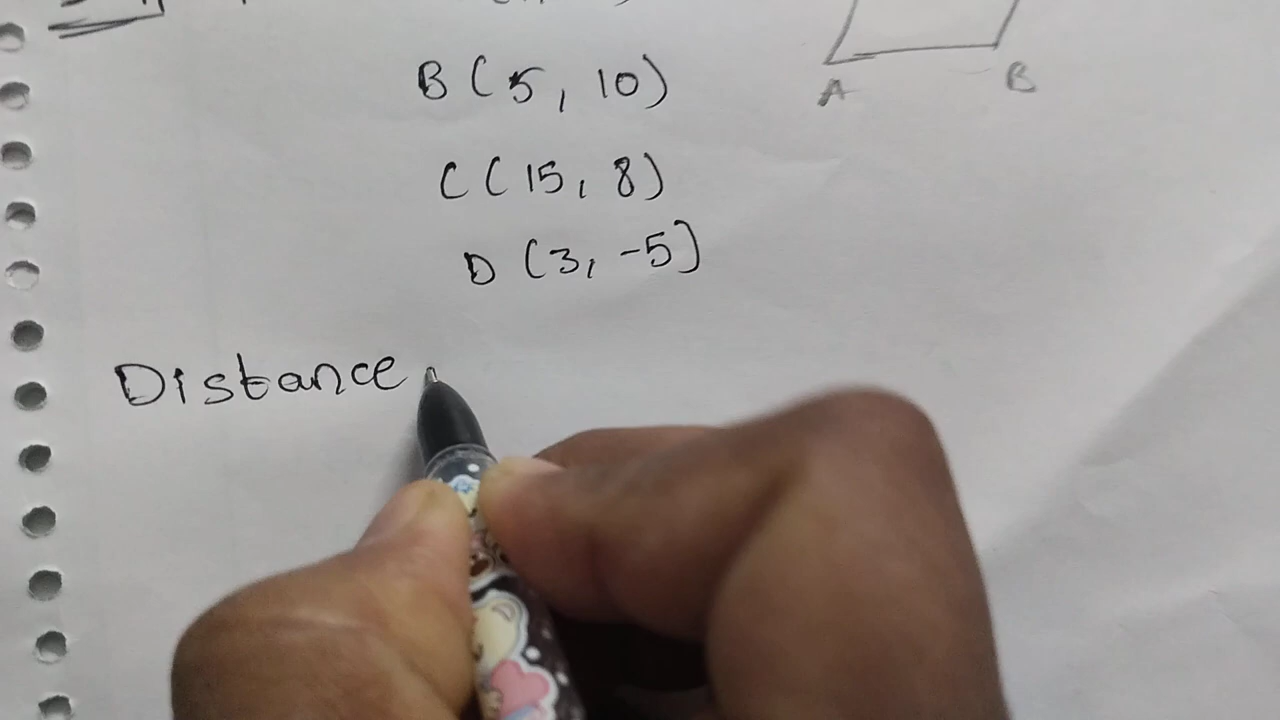 B (5, 10)
C (15, 8)
D (3, -5)
Distance
A
B